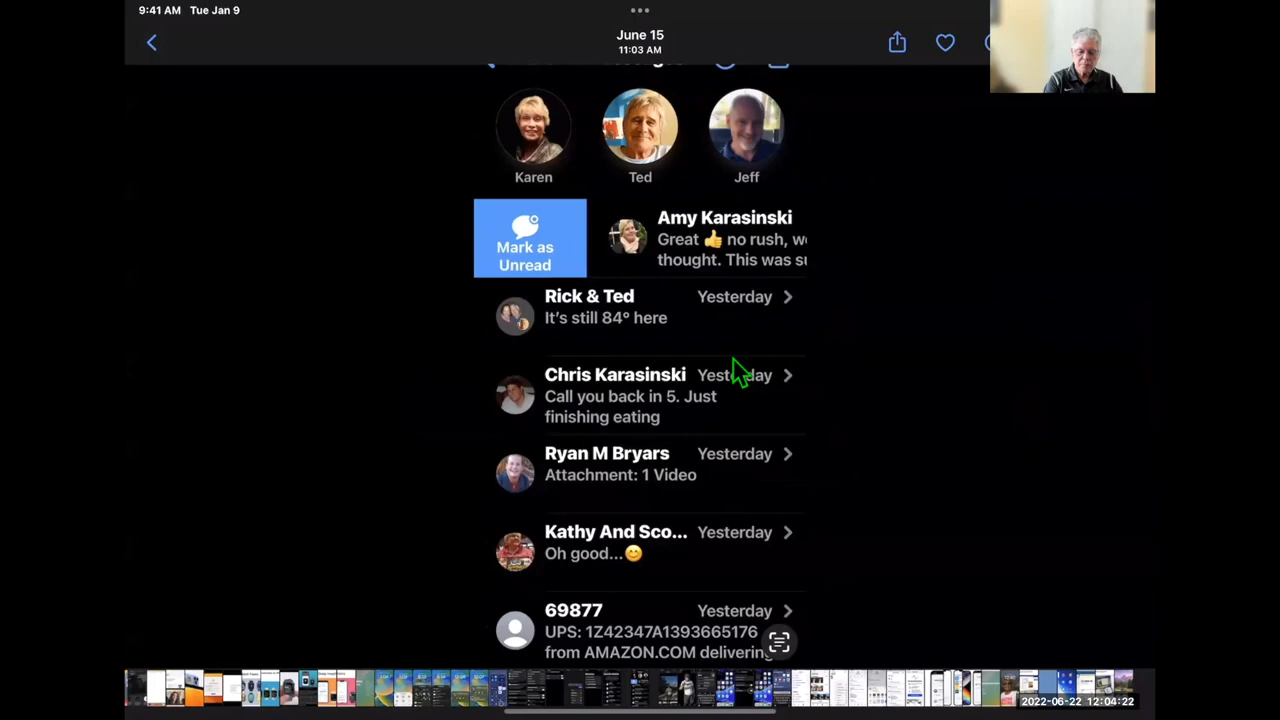 9:41 AM Tue Jan 9
June 15
11:03 AM
Karen
Ted
Jeff
Mark as
Unread
Amy Karasinski
Great 👍 no rush, we
thought. This was su
Rick & Ted Yesterday
It's still 84° here
Chris Karasinski Yesterday
Call you back in 5. Just
finishing eating
Ryan M Bryars Yesterday
Attachment: 1 Video
Kathy And Sco... Yesterday
Oh good...😊
69877 Yesterday
UPS: 1Z42347A1393665176
from AMAZON.COM delivering
2022-06-22 12:04:22